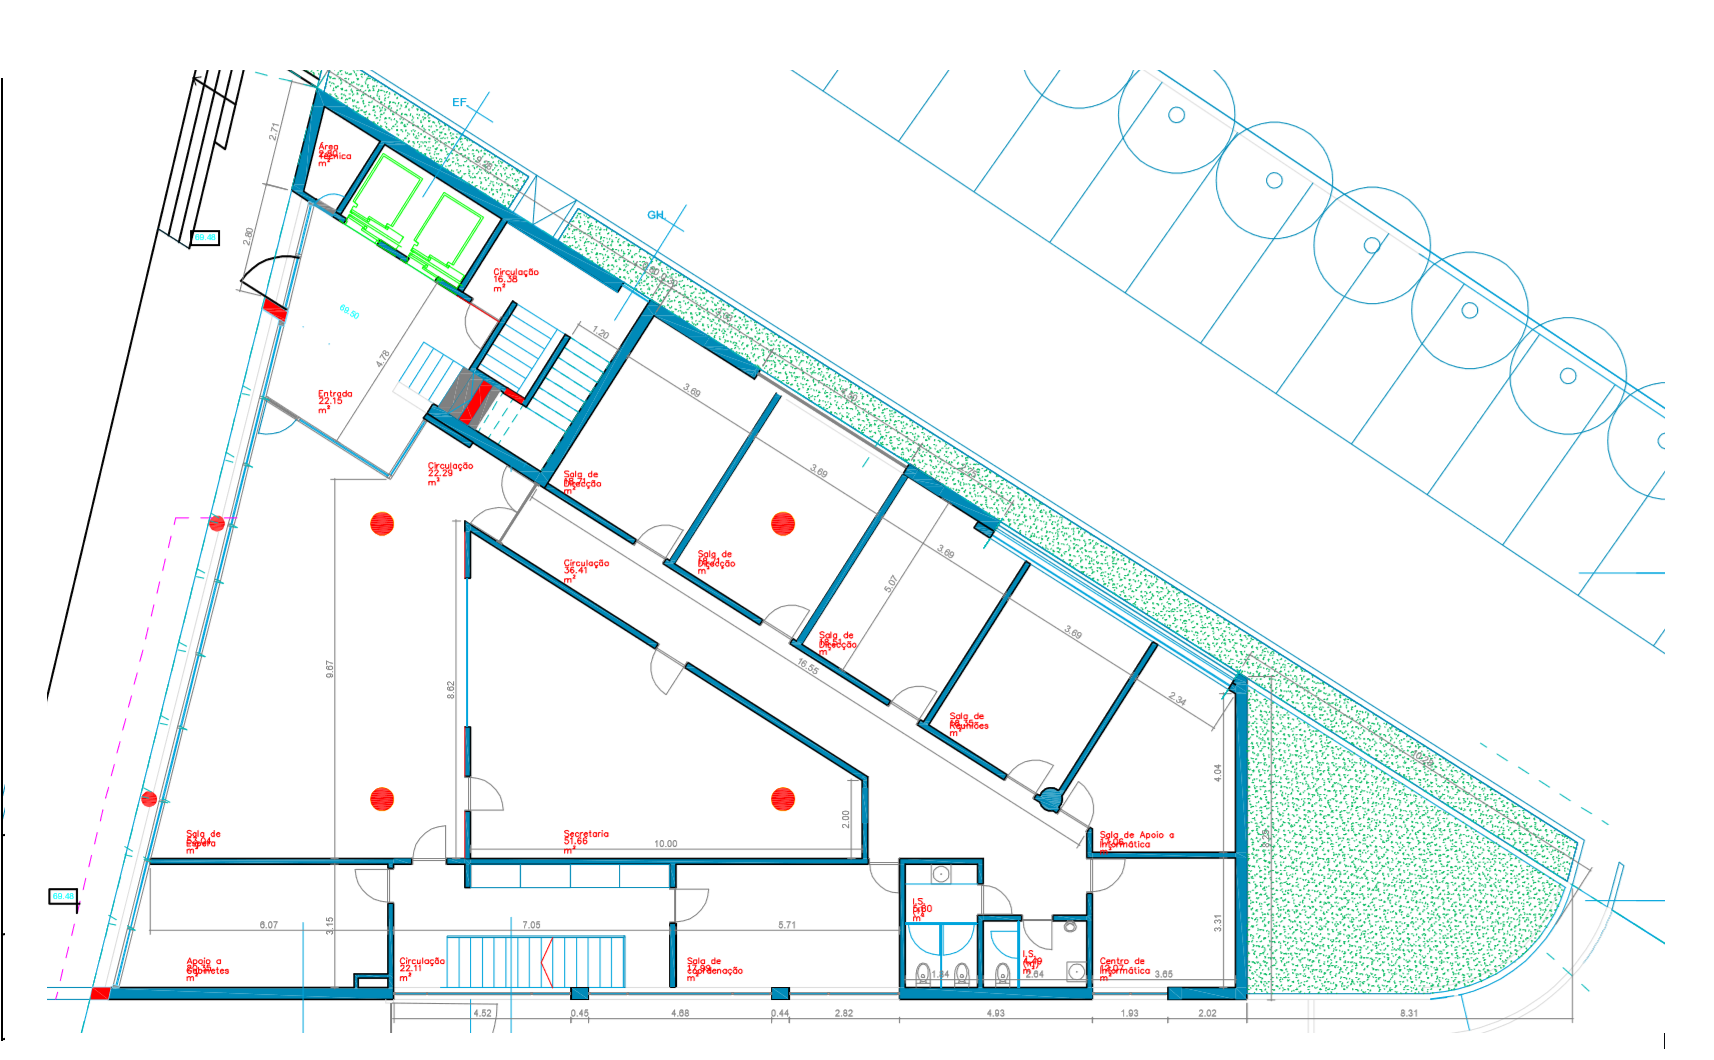 EF
GH
2.71
9.28
Área
Técnica
m²
69.48
2.80
Circulação
16.38
m²
69.50
1.20
4.78
3.69
Entrada
22.15
m²
Circulação
22.29
m²
Sala de
Direcção
m²
3.69
Sala de
Direcção
m²
3.69
5.07
Circulação
36.41
m²
Sala de
Direcção
m²
3.69
16.55
2.34
Sala de
Reuniões
m²
9.67
8.62
4.04
10.29
2.00
Sala de
Espera
m²
Secretaria
51.66
m²
10.00
Sala de Apoio a
Informática
m²
69.48
I.S.
m²
6.07
3.15
7.05
5.71
3.31
Apoio a
Gabinetes
m²
Circulação
22.11
m²
Sala de
coordenação
m²
I.S.
m²
Centro de
Informática
m²
2.64
3.65
4.52
0.45
4.68
0.44
2.82
4.93
1.93
2.02
8.31